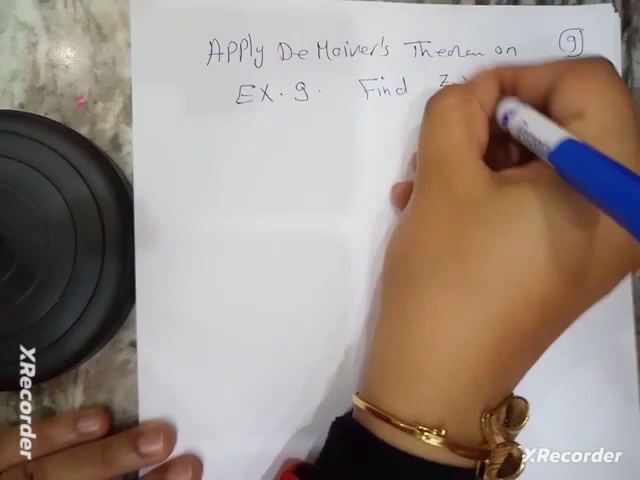 Apply De Moiver's Theorem on
9
Ex. 9. Find Z
XRecorder
XRecorder